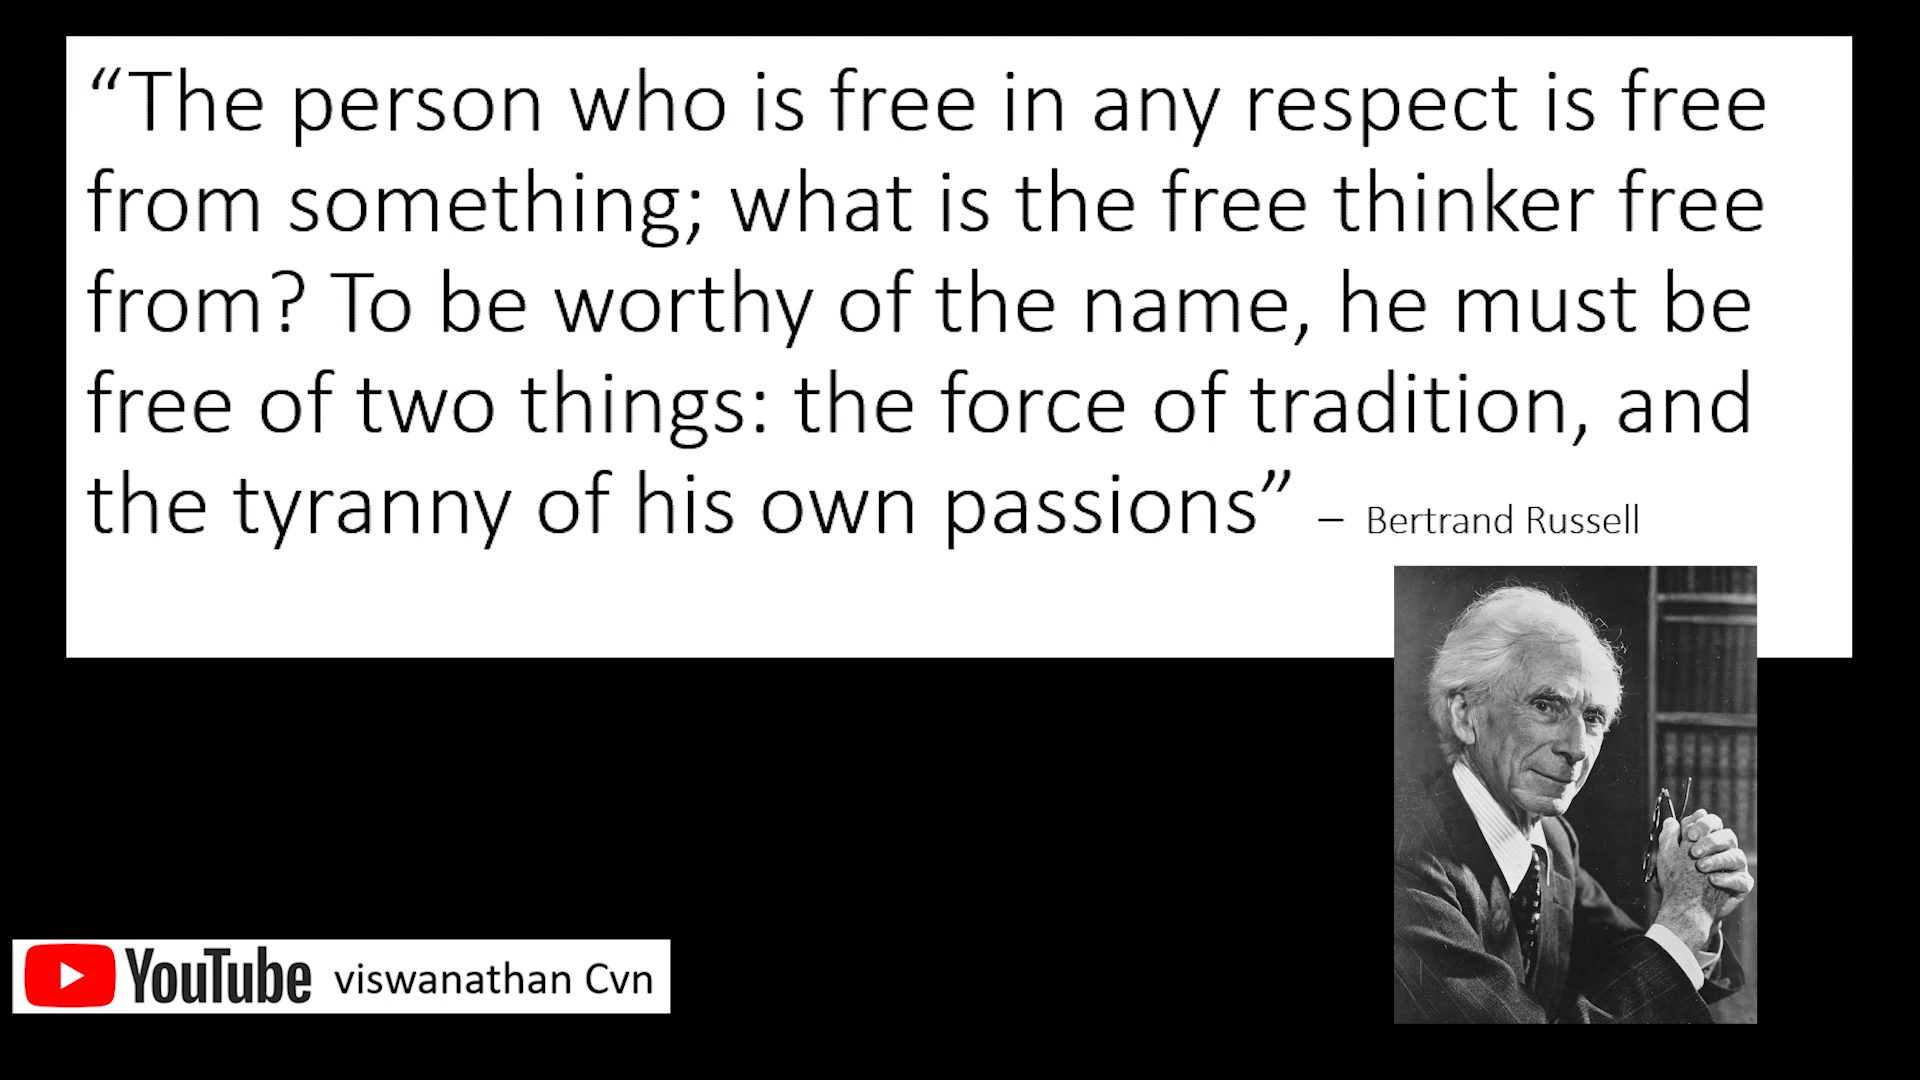 “The person who is free in any respect is free
from something; what is the free thinker free
from? To be worthy of the name, he must be
free of two things: the force of tradition, and
the tyranny of his own passions” – Bertrand Russell
YouTube viswanathan Cvn